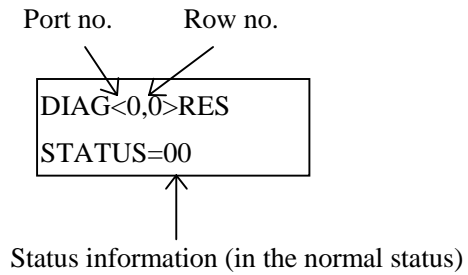 Port no. Row no.
DIAG<0,0>RES
STATUS=00
Status information (in the normal status)